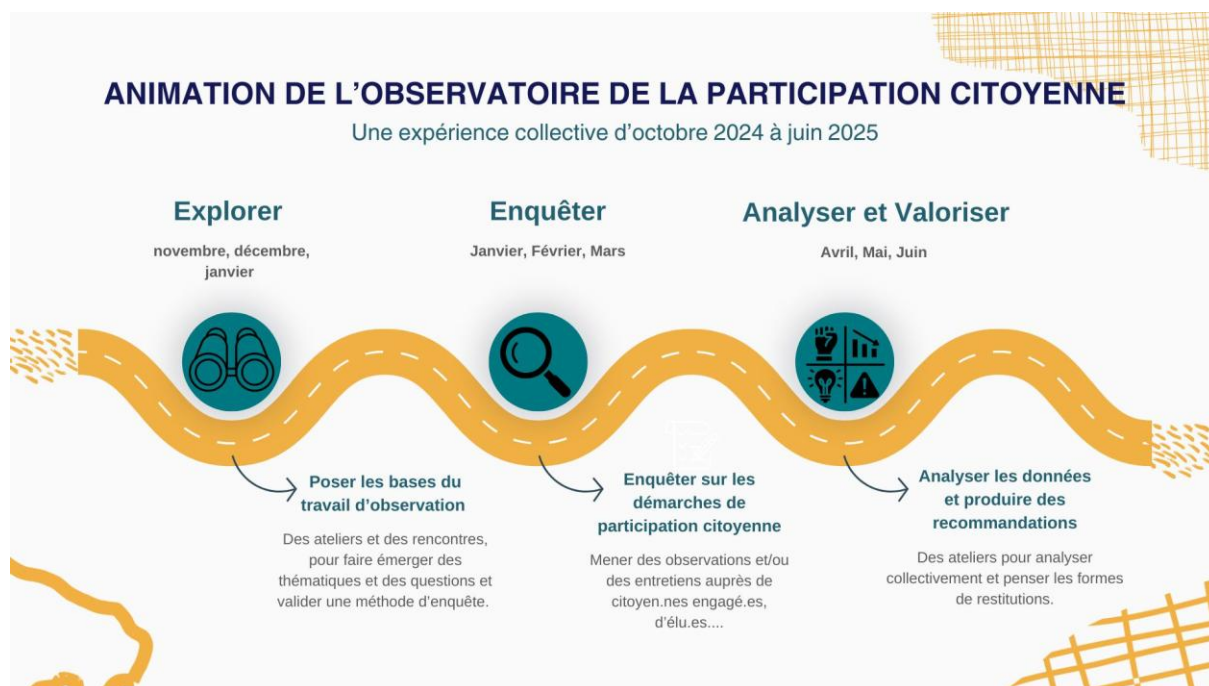 ANIMATION DE L'OBSERVATOIRE DE LA PARTICIPATION CITOYENNE
Une expérience collective d'octobre 2024 à juin 2025
Explorer
novembre, décembre,
janvier
Enquêter
Janvier, Février, Mars
Analyser et Valoriser
Avril, Mai, Juin
Poser les bases du
travail d'observation
Des ateliers et des rencontres,
pour faire émerger des
thématiques et des questions et
valider une méthode d'enquête.
Enquêter sur les
démarches de
participation citoyenne
Mener des observations et/ou
des entretiens auprès de
citoyen.nes engagé.es,
d'élu.es....
Analyser les données
et produire des
recommandations
Des ateliers pour analyser
collectivement et penser les formes
de restitutions.